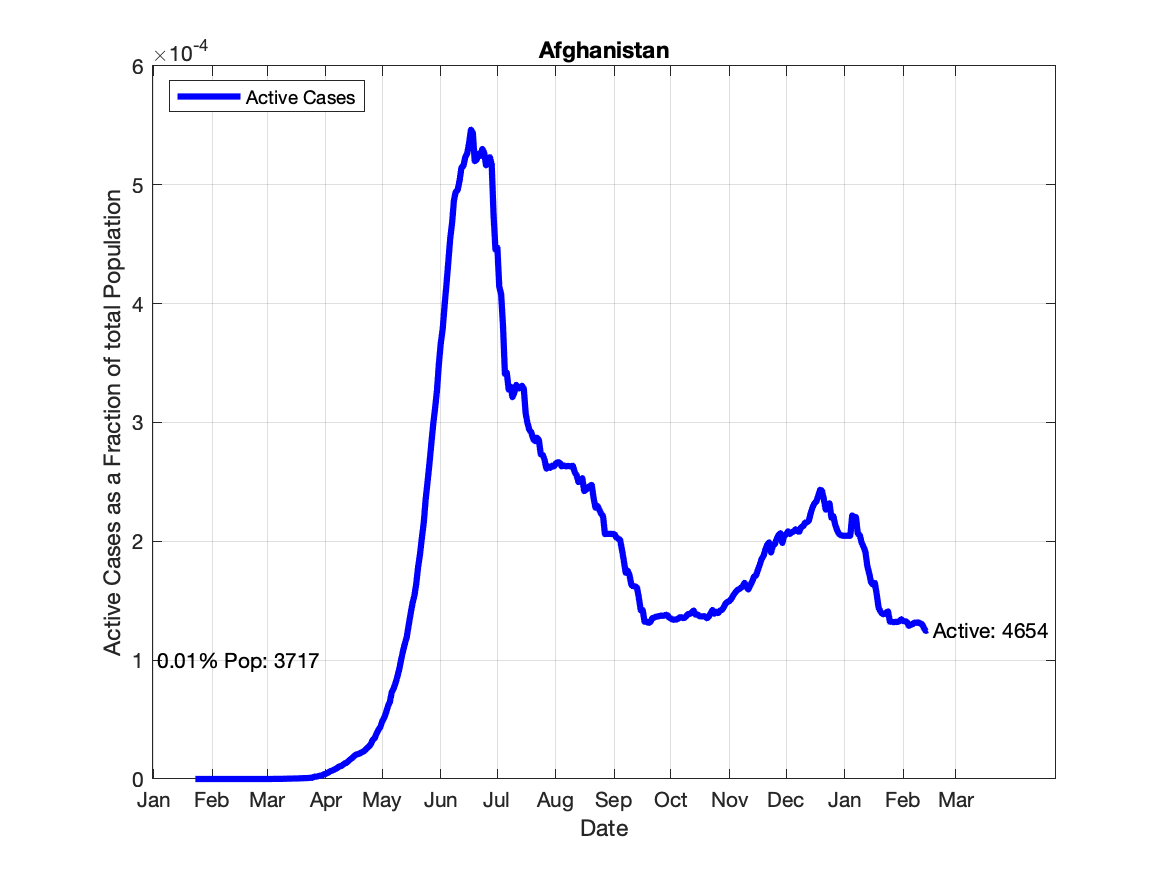 Afghanistan
×10-4
Active Cases
6
5
4
3
2
1
0
Active Cases as a Fraction of total Population
0.01% Pop: 3717
Active: 4654
Jan Feb Mar Apr May Jun Jul Aug Sep Oct Nov Dec Jan Feb Mar
Date